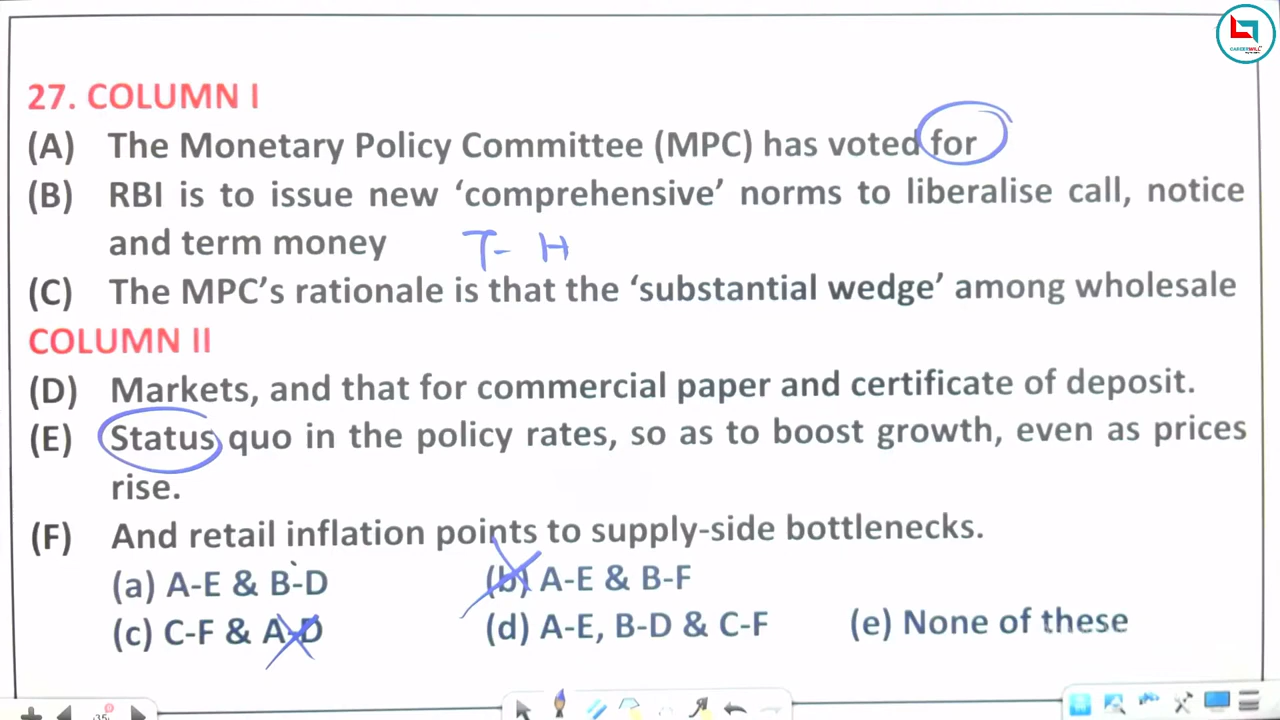 27. COLUMN I
(A) The Monetary Policy Committee (MPC) has voted for
(B) RBI is to issue new ‘comprehensive’ norms to liberalise call, notice
and term money
T- H
(C) The MPC’s rationale is that the ‘substantial wedge’ among wholesale
COLUMN II
(D) Markets, and that for commercial paper and certificate of deposit.
(E) Status quo in the policy rates, so as to boost growth, even as prices
rise.
(F) And retail inflation points to supply-side bottlenecks.
(a) A-E & B-D (b) A-E & B-F
(c) C-F & A-D (d) A-E, B-D & C-F (e) None of these
35